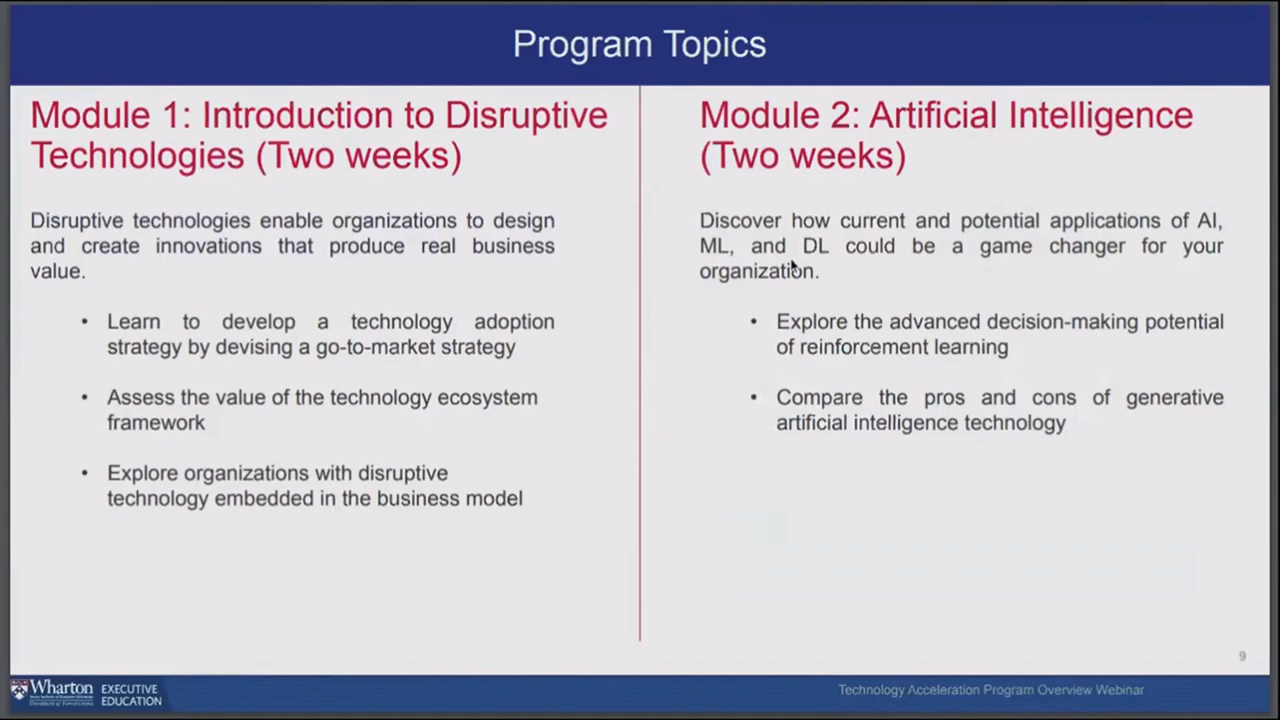 Program Topics
Module 1: Introduction to Disruptive
Technologies (Two weeks)
Disruptive technologies enable organizations to design
and create innovations that produce real business
value.
• Learn to develop a technology adoption
strategy by devising a go-to-market strategy
• Assess the value of the technology ecosystem
framework
• Explore organizations with disruptive
technology embedded in the business model
Module 2: Artificial Intelligence
(Two weeks)
Discover how current and potential applications of AI,
ML, and DL could be a game changer for your
organization.
• Explore the advanced decision-making potential
of reinforcement learning
• Compare the pros and cons of generative
artificial intelligence technology
9
Wharton
EXECUTIVE
EDUCATION
Technology Acceleration Program Overview Webinar